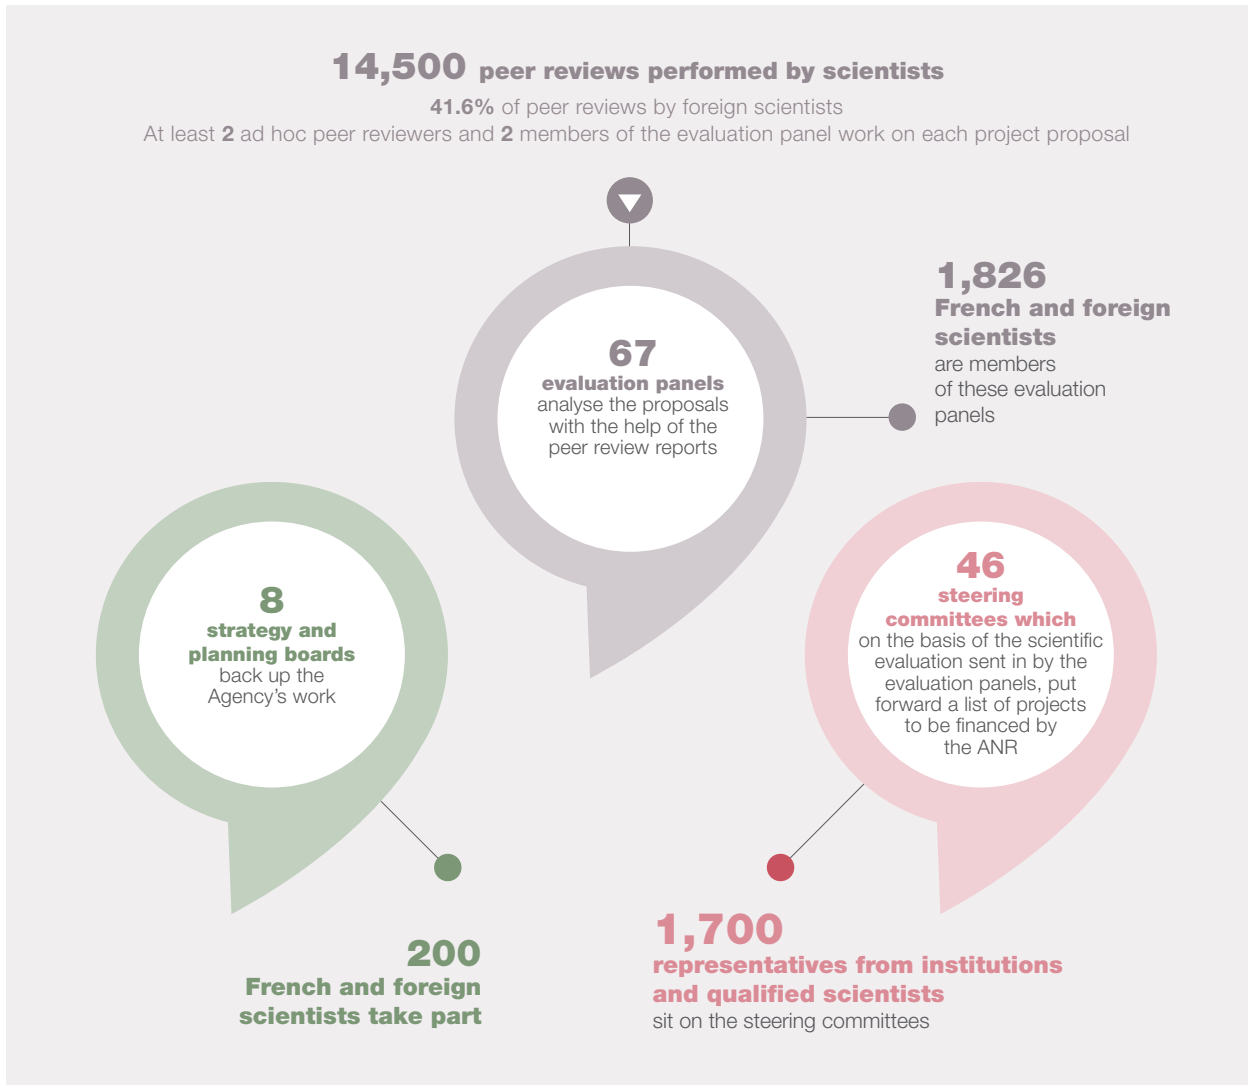 14,500 peer reviews performed by scientists
41.6% of peer reviews by foreign scientists
At least 2 ad hoc peer reviewers and 2 members of the evaluation panel work on each project proposal
67
evaluation panels
analyse the proposals
with the help of the
peer review reports
1,826
French and foreign
scientists
are members
of these evaluation
panels
8
strategy and
planning boards
back up the
Agency’s work
46
steering
committees which
on the basis of the scientific
evaluation sent in by the
evaluation panels, put
forward a list of projects
to be financed by
the ANR
200
French and foreign
scientists take part
1,700
representatives from institutions
and qualified scientists
sit on the steering committees